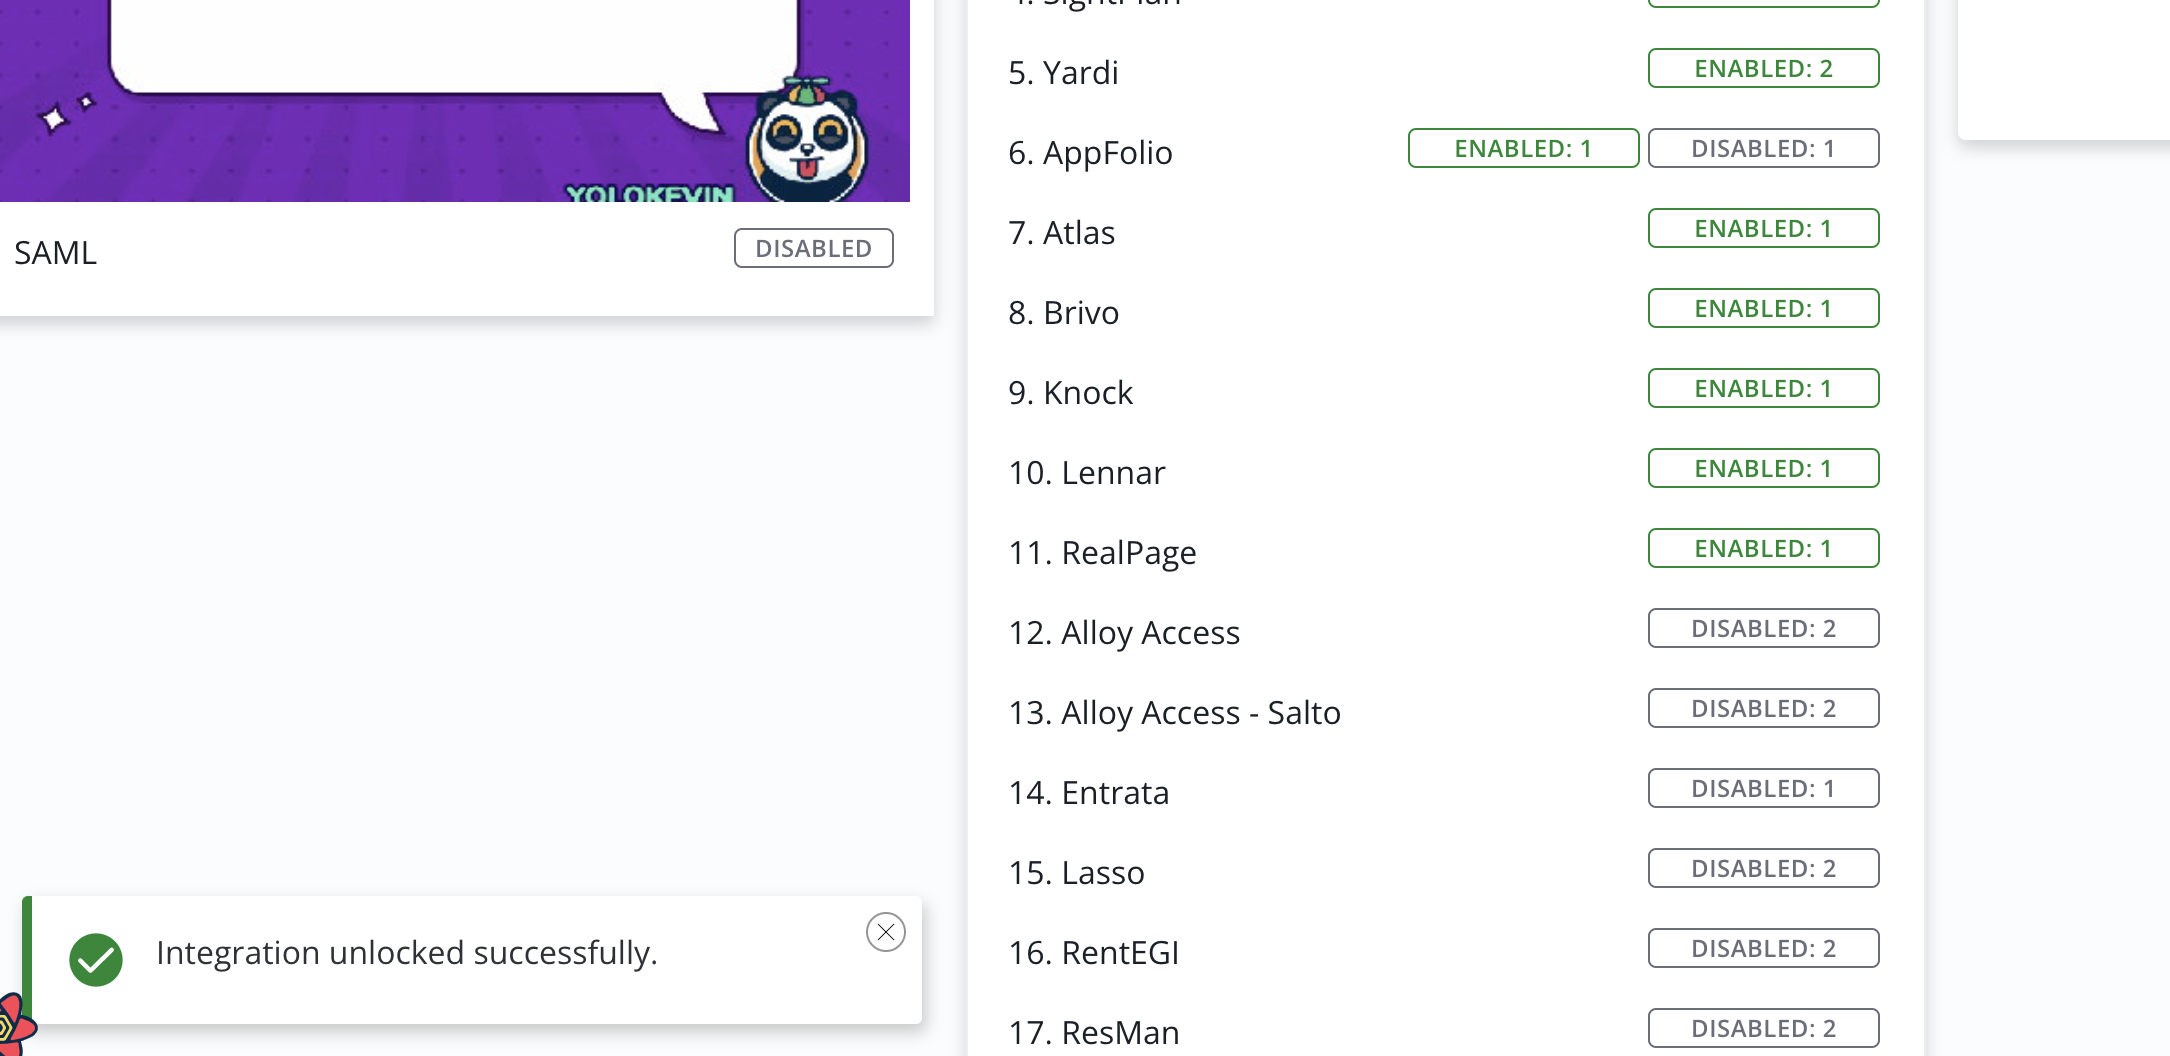 YOLOKEVIN
SAML
DISABLED
Integration unlocked successfully.
4. SightPlan
5. Yardi
ENABLED: 2
6. AppFolio
ENABLED: 1
DISABLED: 1
7. Atlas
ENABLED: 1
8. Brivo
ENABLED: 1
9. Knock
ENABLED: 1
10. Lennar
ENABLED: 1
11. RealPage
ENABLED: 1
12. Alloy Access
DISABLED: 2
13. Alloy Access - Salto
DISABLED: 2
14. Entrata
DISABLED: 1
15. Lasso
DISABLED: 2
16. RentEGI
DISABLED: 2
17. ResMan
DISABLED: 2